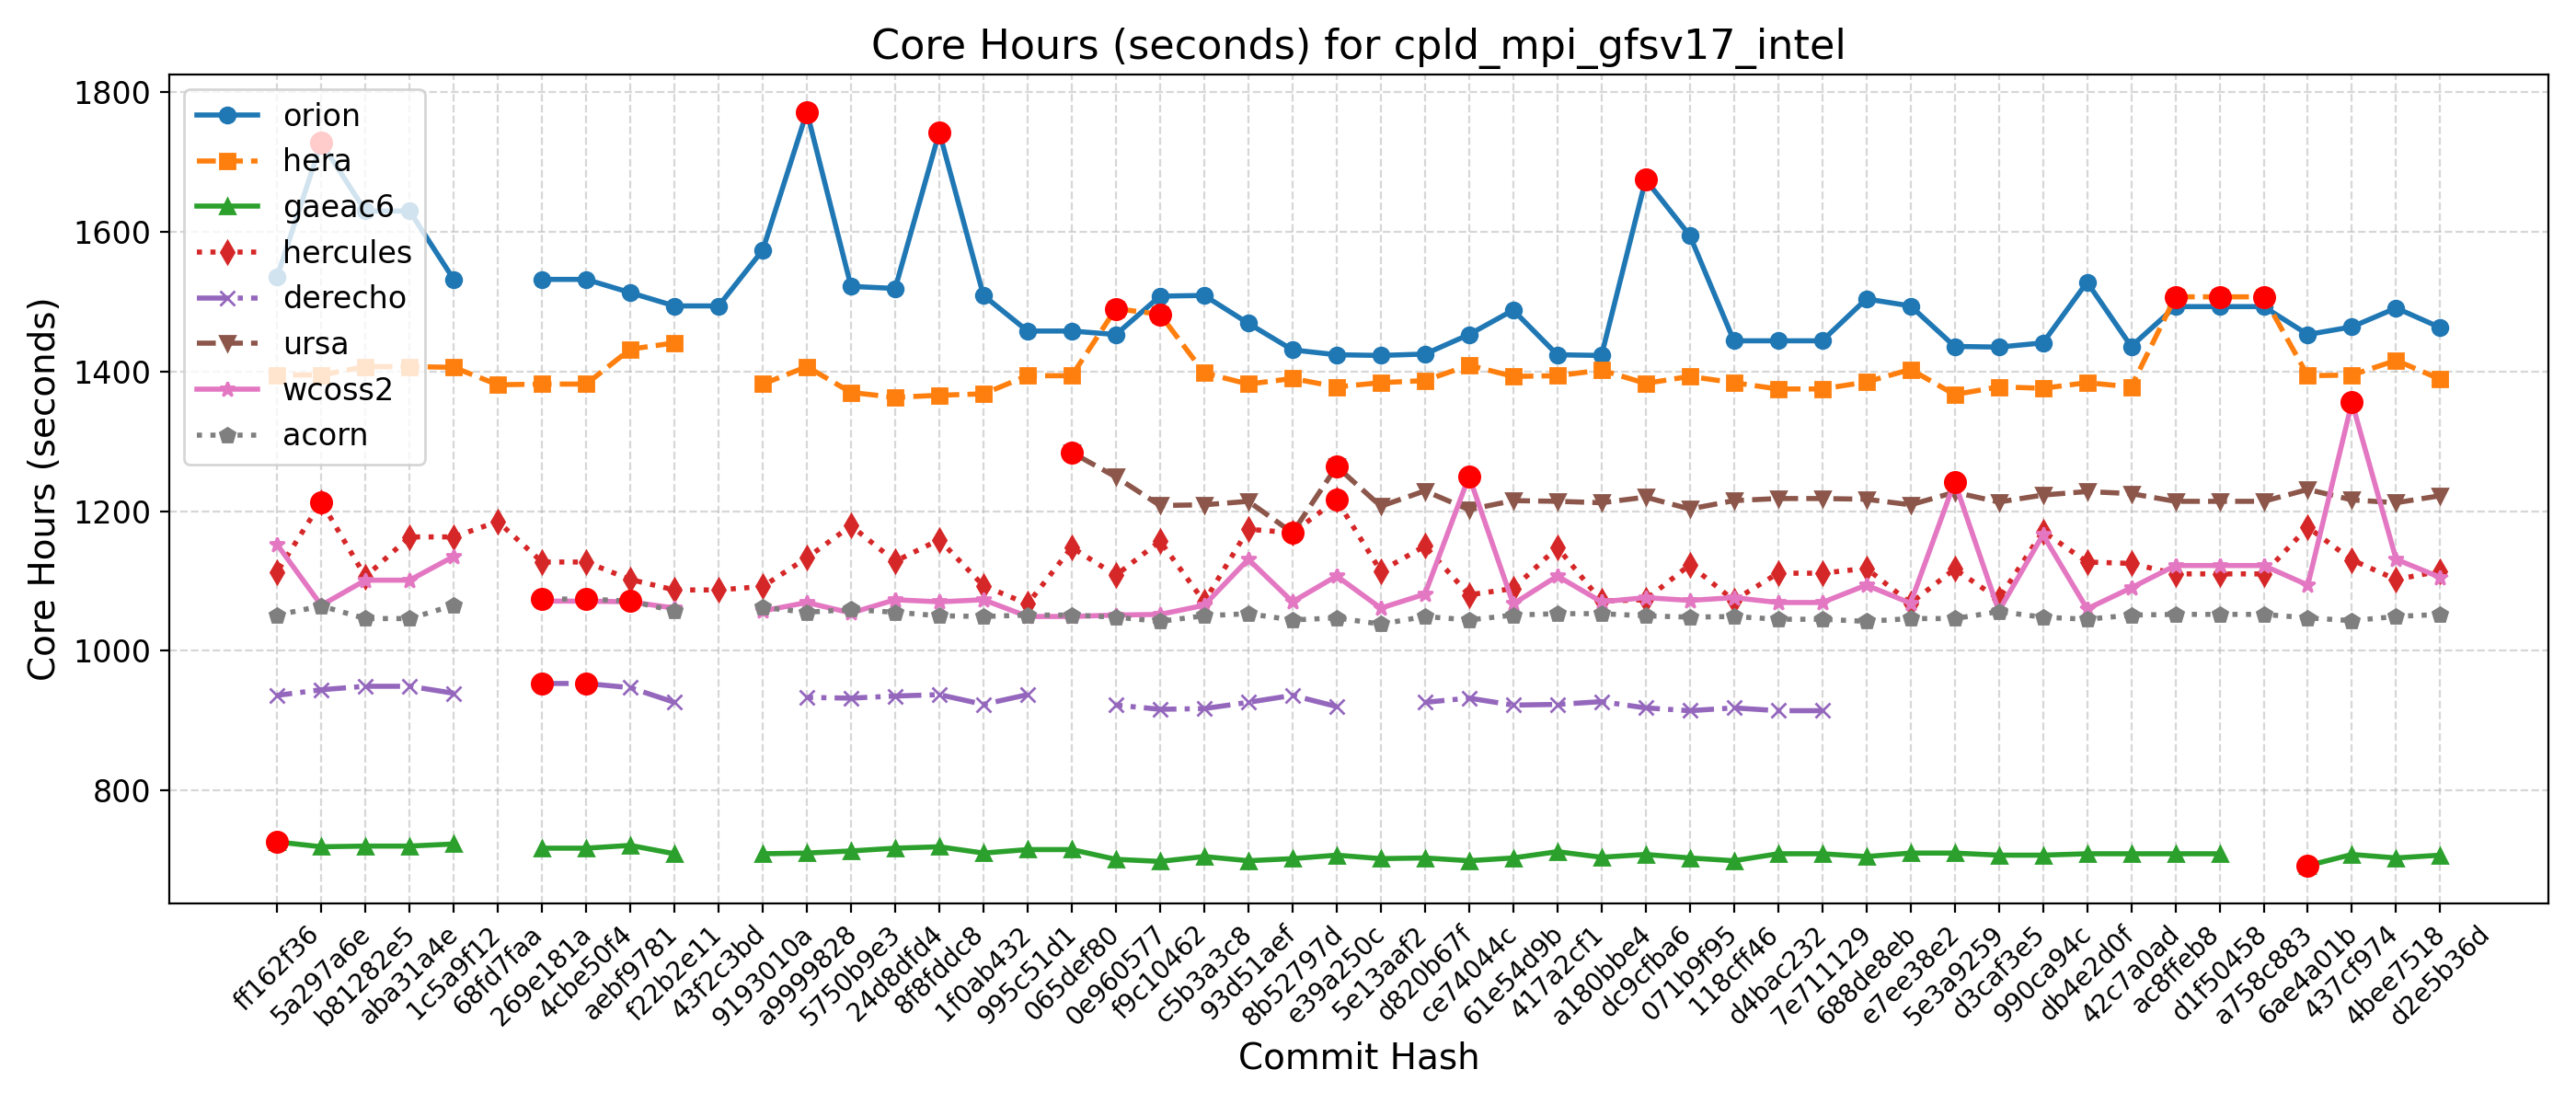 Core Hours (seconds) for cpld_mpi_gfsv17_intel
Core Hours (seconds)
1800
1600
1400
1200
1000
800
orion
hera
gaeac6
hercules
derecho
ursa
wcoss2
acorn
ff162f36
5a297a6e
b81282e5
aba31a4e
1c5a9f12
68fd7faa
269e181a
4cbe50f4
aebf9781
f22b2e11
43f2c3bd
9193010a
a9999828
5750b9e3
24d8dfd4
8f8fddc8
1f0ab432
995c51d1
065def80
0e960577
f9c10462
c5b3a3c8
93d51aef
8b52797d
e39a250c
5e13aaf2
d820b67f
ce74044c
61e54d9b
417a2cf1
a180bbe4
dc9cfba6
071b9f95
118cff46
d4bac232
7e711129
688de8eb
e7ee38e2
5e3a9259
d3caf3e5
990ca94c
db4e2d0f
42c7a0ad
ac8ffeb8
d1f50458
a758c883
6ae4a01b
437cf974
4bee7518
d2e5b36d
Commit Hash